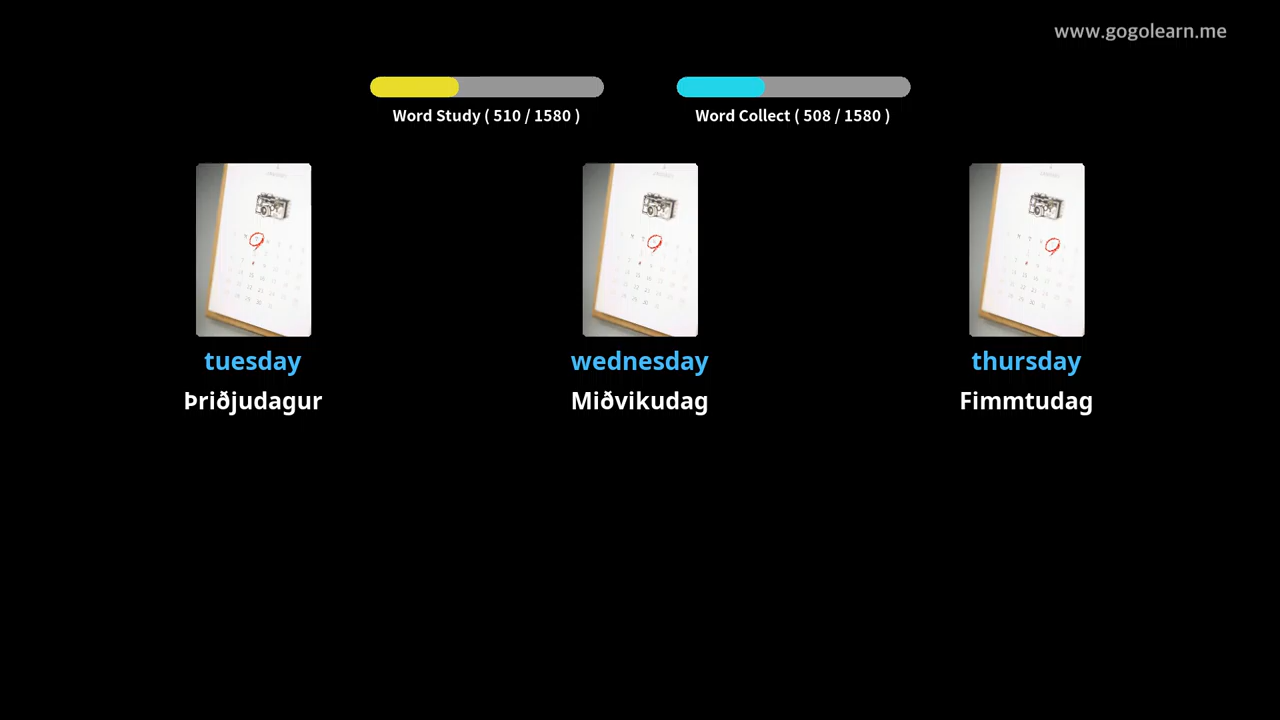 www.gogolearn.me
Word Study ( 510 / 1580 )
Word Collect ( 508 / 1580 )
tuesday
wednesday
thursday
Þriðjudagur
Miðvikudag
Fimmtudag